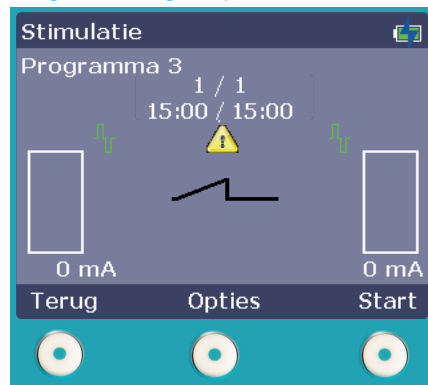 Stimulatie
Programma 3
1 / 1
15:00 / 15:00
0 mA
0 mA
Terug
Opties
Start